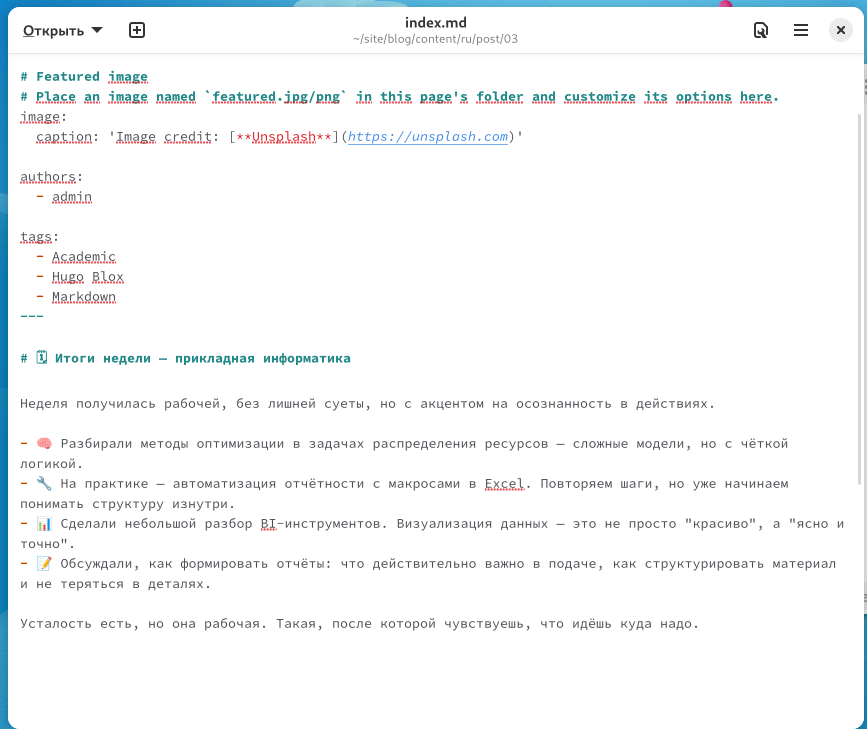 Открыть
index.md
~/site/blog/content/ru/post/03
# Featured image
# Place an image named `featured.jpg/png` in this page's folder and customize its options here.
image:
  caption: 'Image credit: [**Unsplash**](https://unsplash.com)'
authors:
  - admin
tags:
  - Academic
  - Hugo Blox
  - Markdown
---
# 🗓 Итоги недели — прикладная информатика
Неделя получилась рабочей, без лишней суеты, но с акцентом на осознанность в действиях.
- 🧠 Разбирали методы оптимизации в задачах распределения ресурсов — сложные модели, но с чёткой
логикой.
- 🔧 На практике — автоматизация отчётности с макросами в Excel. Повторяем шаги, но уже начинаем
понимать структуру изнутри.
- 📊 Сделали небольшой разбор BI-инструментов. Визуализация данных — это не просто "красиво", а "ясно и
точно".
- 📝 Обсуждали, как формировать отчёты: что действительно важно в подаче, как структурировать материал
и не теряться в деталях.
Усталость есть, но она рабочая. Такая, после которой чувствуешь, что идёшь куда надо.